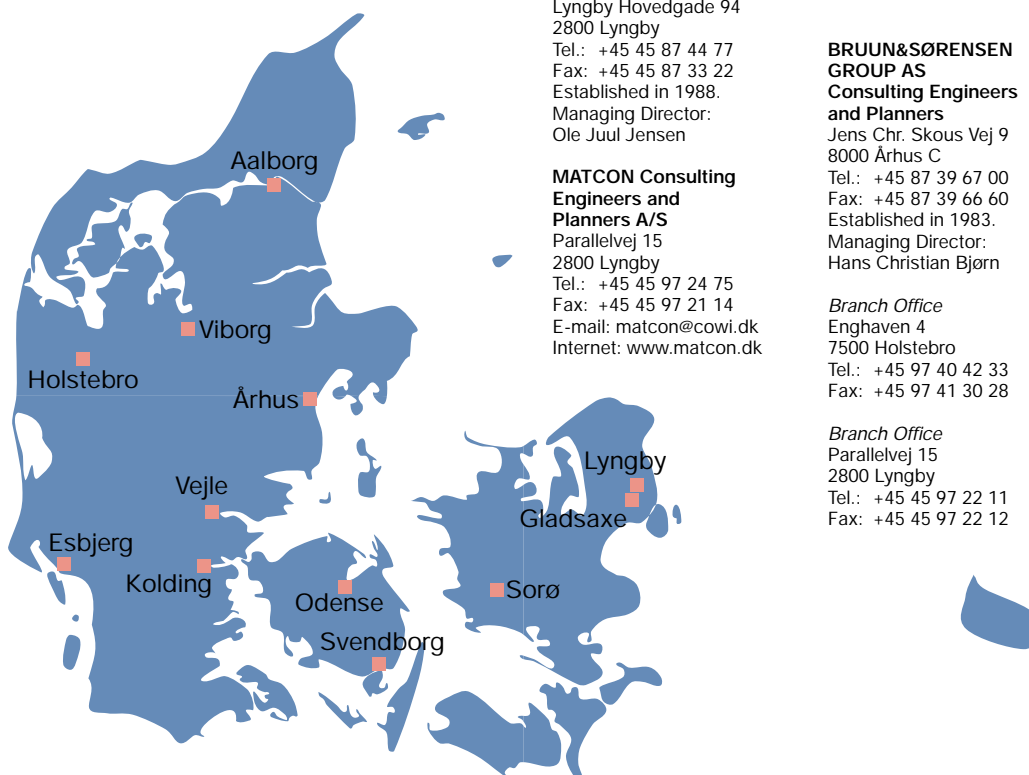 Lyngby Hovedgade 94
2800 Lyngby
Tel.: +45 45 87 44 77
Fax: +45 45 87 33 22
Established in 1988.
Managing Director:
Ole Juul Jensen
MATCON Consulting
Engineers and
Planners A/S
Parallelvej 15
2800 Lyngby
Tel.: +45 45 97 24 75
Fax: +45 45 97 21 14
E-mail: matcon@cowi.dk
Internet: www.matcon.dk
BRUUN&SØRENSEN
GROUP AS
Consulting Engineers
and Planners
Jens Chr. Skous Vej 9
8000 Århus C
Tel.: +45 87 39 67 00
Fax: +45 87 39 66 60
Established in 1983.
Managing Director:
Hans Christian Bjørn
Branch Office
Enghaven 4
7500 Holstebro
Tel.: +45 97 40 42 33
Fax: +45 97 41 30 28
Branch Office
Parallelvej 15
2800 Lyngby
Tel.: +45 45 97 22 11
Fax: +45 45 97 22 12
Aalborg
Viborg
Holstebro
Århus
Lyngby
Vejle
Gladsaxe
Esbjerg
Kolding
Odense
Sorø
Svendborg